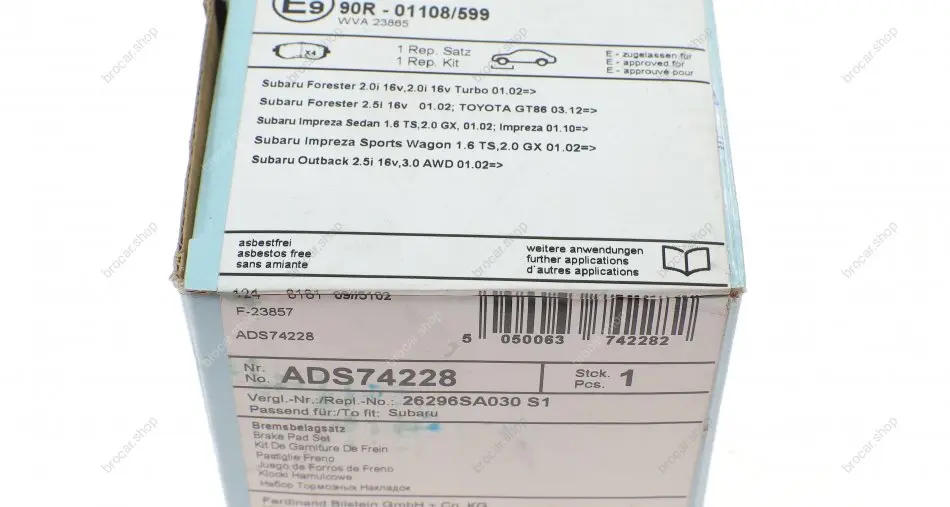 E9 90R - 01108/599
WVA 23865
X4
1 Rep. Satz
1 Rep. Kit
E - zugelassen für
E - approved for
E - approuvé pour
Subaru Forester 2.0i 16v,2.0i 16v Turbo 01.02=>
Subaru Forester 2.5i 16v 01.02; TOYOTA GT86 03.12=>
Subaru Impreza Sedan 1.6 TS,2.0 GX, 01.02; Impreza 01.10=>
Subaru Impreza Sports Wagon 1.6 TS,2.0 GX 01.02=>
Subaru Outback 2.5i 16v,3.0 AWD 01.02=>
asbestfrei
asbestos free
sans amiante
weitere anwendungen
further applications
d'autres applications
124 8161
F-23857
ADS74228
5 050063 742282
Nr.
No. ADS74228
Stck.
Pcs. 1
Vergl.-Nr.:/Repl.-No.: 26296SA030 S1
Passend für:/To fit: Subaru
Bremsbelagsatz
Brake Pad Set
Kit De Garniture De Frein
Pastiglie Freno
Juego de Forros de Freno
Klocki Hamulcowe
Набор Тормозных Накладок
Ferdinand Bilstein GmbH + Co. KG
brocar.shop